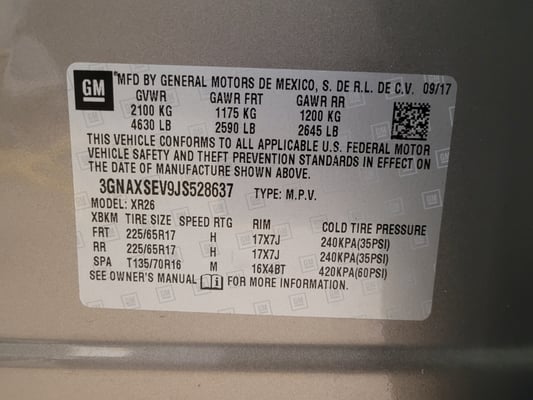 GM
*MFD BY GENERAL MOTORS DE MEXICO, S. DE R.L. DE C.V. 09/17
GVWR GAWR FRT GAWR RR
2100 KG 1175 KG 1200 KG
4630 LB 2590 LB 2645 LB
THIS VEHICLE CONFORMS TO ALL APPLICABLE U.S. FEDERAL MOTOR
VEHICLE SAFETY AND THEFT PREVENTION STANDARDS IN EFFECT ON
THE DATE OF MANUFACTURE SHOWN ABOVE.
3GNAXSEV9JS528637 TYPE: M.P.V.
MODEL: XR26
XBKM TIRE SIZE SPEED RTG RIM COLD TIRE PRESSURE
FRT 225/65R17 H 17X7J 240KPA(35PSI)
RR 225/65R17 H 17X7J 240KPA(35PSI)
SPA T135/70R16 M 16X4BT 420KPA(60PSI)
SEE OWNER'S MANUAL i FOR MORE INFORMATION.